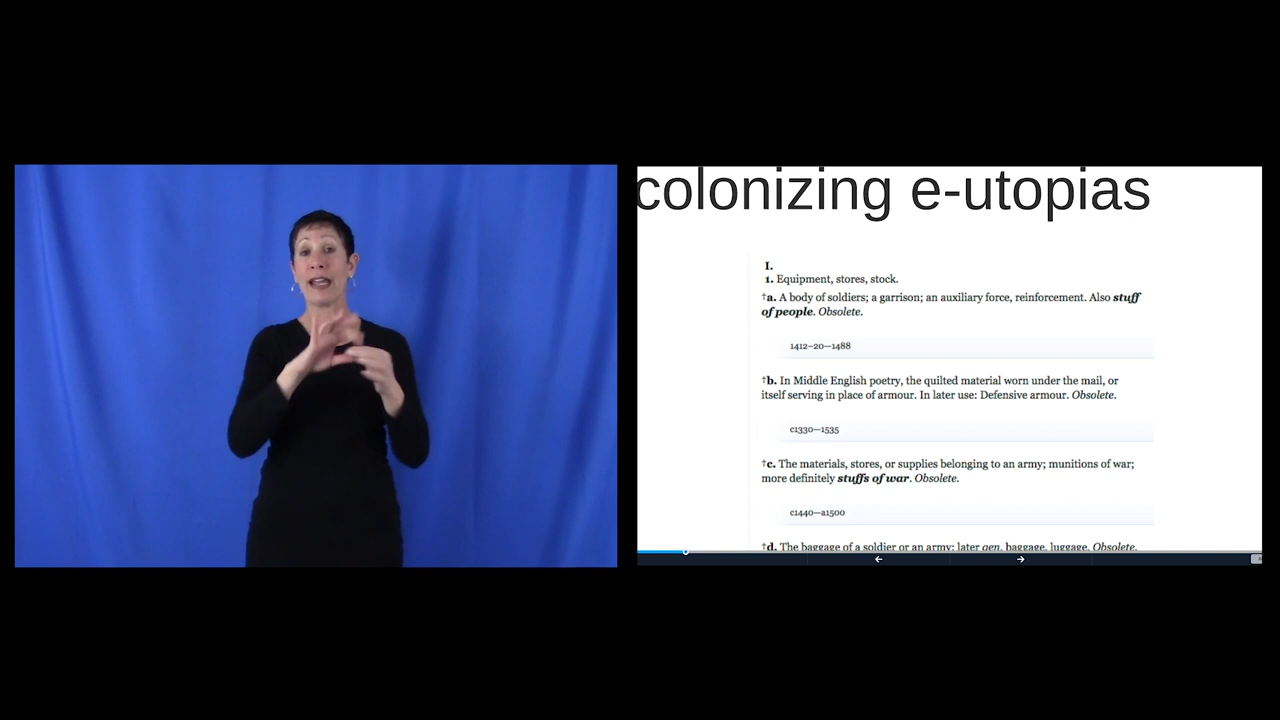 colonizing e-utopias
I.
1. Equipment, stores, stock.
†a. A body of soldiers; a garrison; an auxiliary force, reinforcement. Also stuff
of people. Obsolete.
1412–20—1488
†b. In Middle English poetry, the quilted material worn under the mail, or
itself serving in place of armour. In later use: Defensive armour. Obsolete.
c1330—1535
†c. The materials, stores, or supplies belonging to an army; munitions of war;
more definitely stuffs of war. Obsolete.
c1440—a1500
†d. The baggage of a soldier or an army; later gen. baggage, luggage. Obsolete.